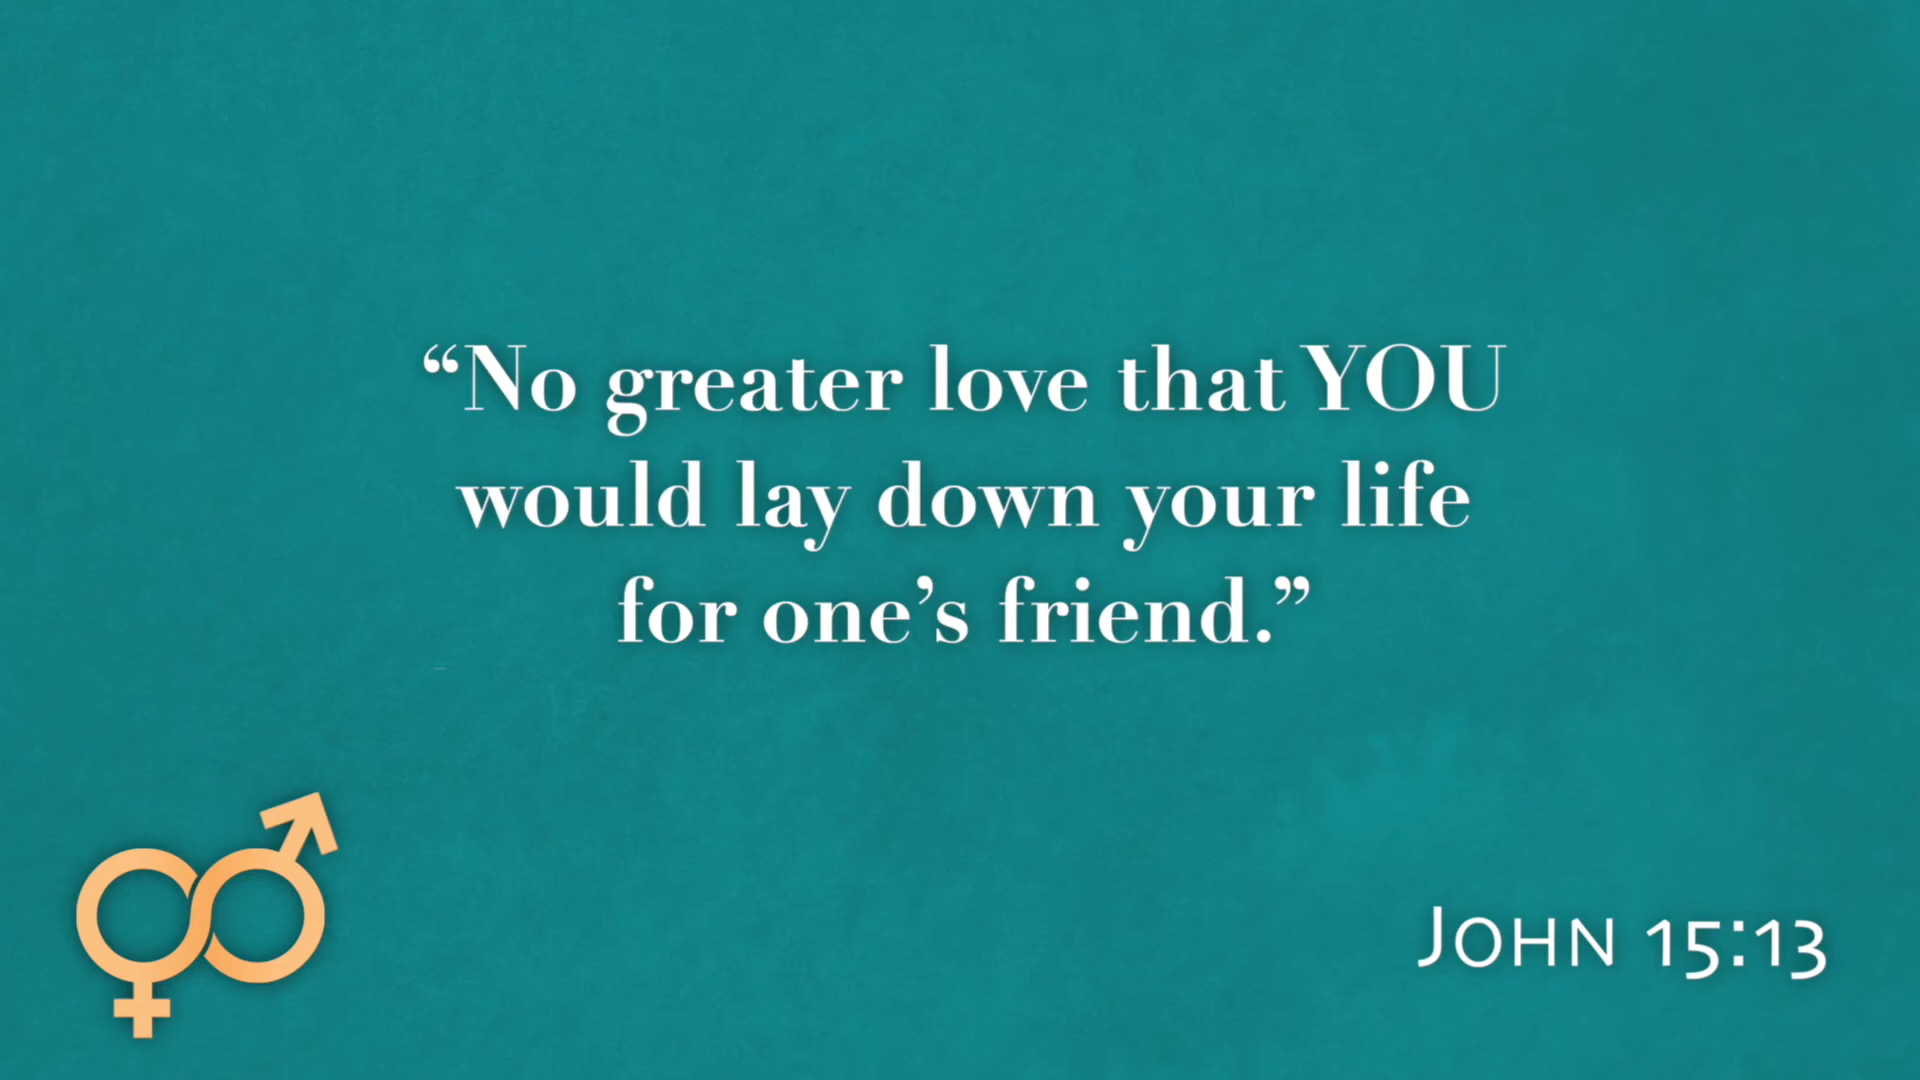 “No greater love that YOU
would lay down your life
for one’s friend.”
John 15:13